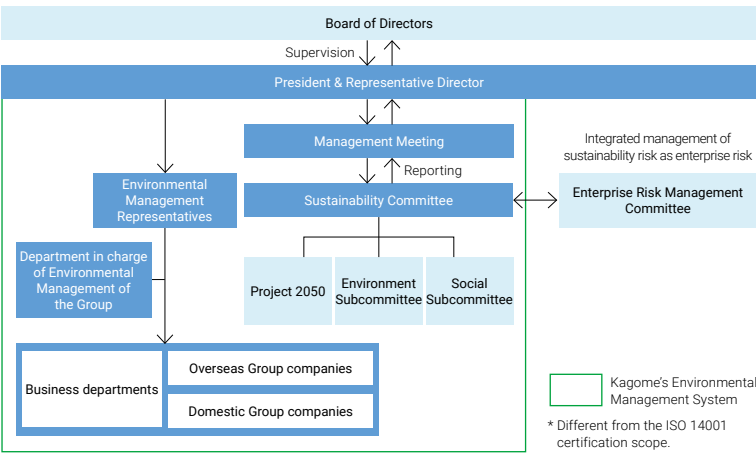 Board of Directors
Supervision
President & Representative Director
Management Meeting
Integrated management of
sustainability risk as enterprise risk
Reporting
Environmental
Management
Representatives
Sustainability Committee
Enterprise Risk Management
Committee
Department in charge
of Environmental
Management of
the Group
Project 2050
Environment
Subcommittee
Social
Subcommittee
Business departments
Overseas Group companies
Domestic Group companies
Kagome's Environmental
Management System
* Different from the ISO 14001
certification scope.